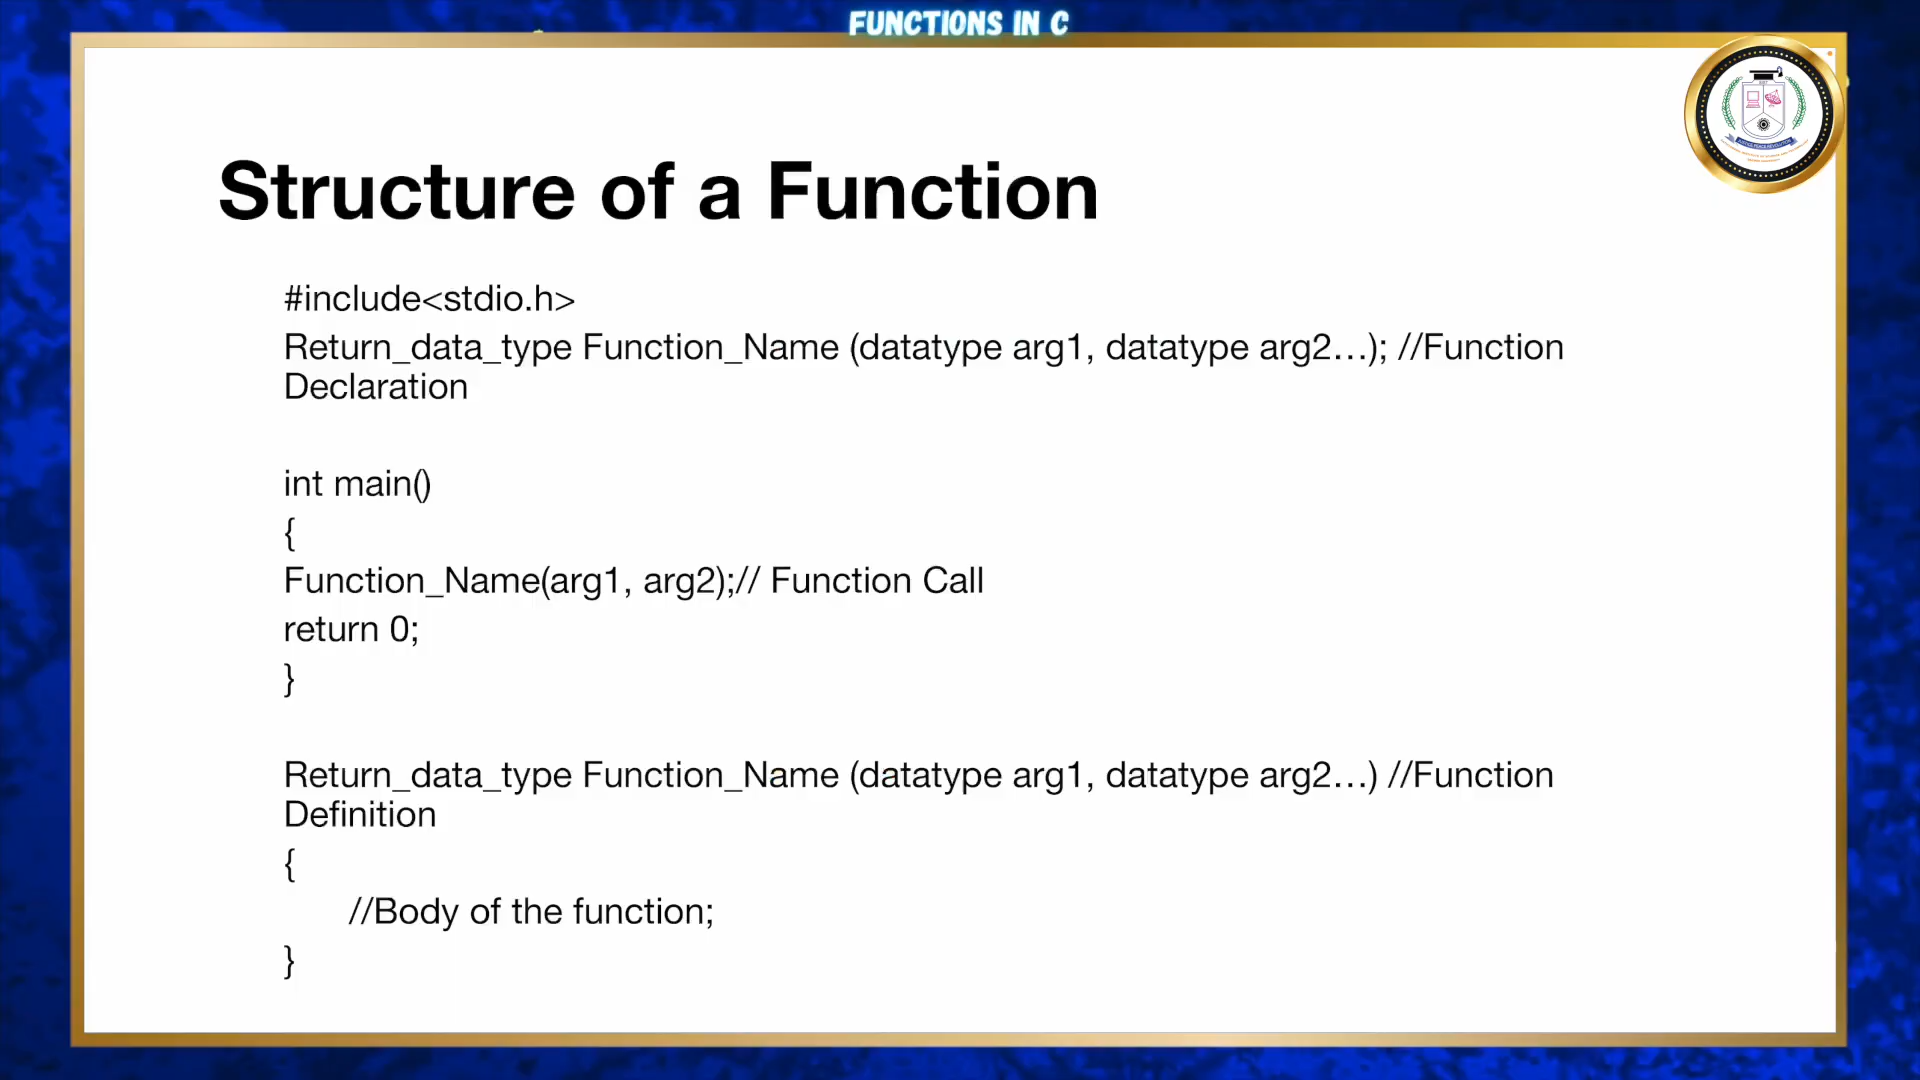 FUNCTIONS IN C
Structure of a Function
#include<stdio.h>
Return_data_type Function_Name (datatype arg1, datatype arg2…); //Function
Declaration
int main()
{
Function_Name(arg1, arg2);// Function Call
return 0;
}
Return_data_type Function_Name (datatype arg1, datatype arg2…) //Function
Definition
{
//Body of the function;
}